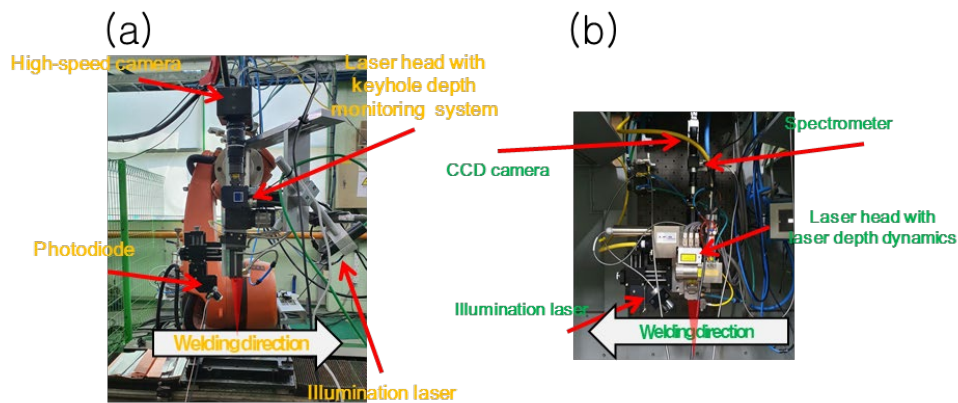 (a)
High-speed camera
Laser head with
keyhole depth
monitoring system
Photodiode
Welding direction
Illumination laser
(b)
Spectrometer
CCD camera
Laser head with
laser depth dynamics
Illumination laser
Welding direction